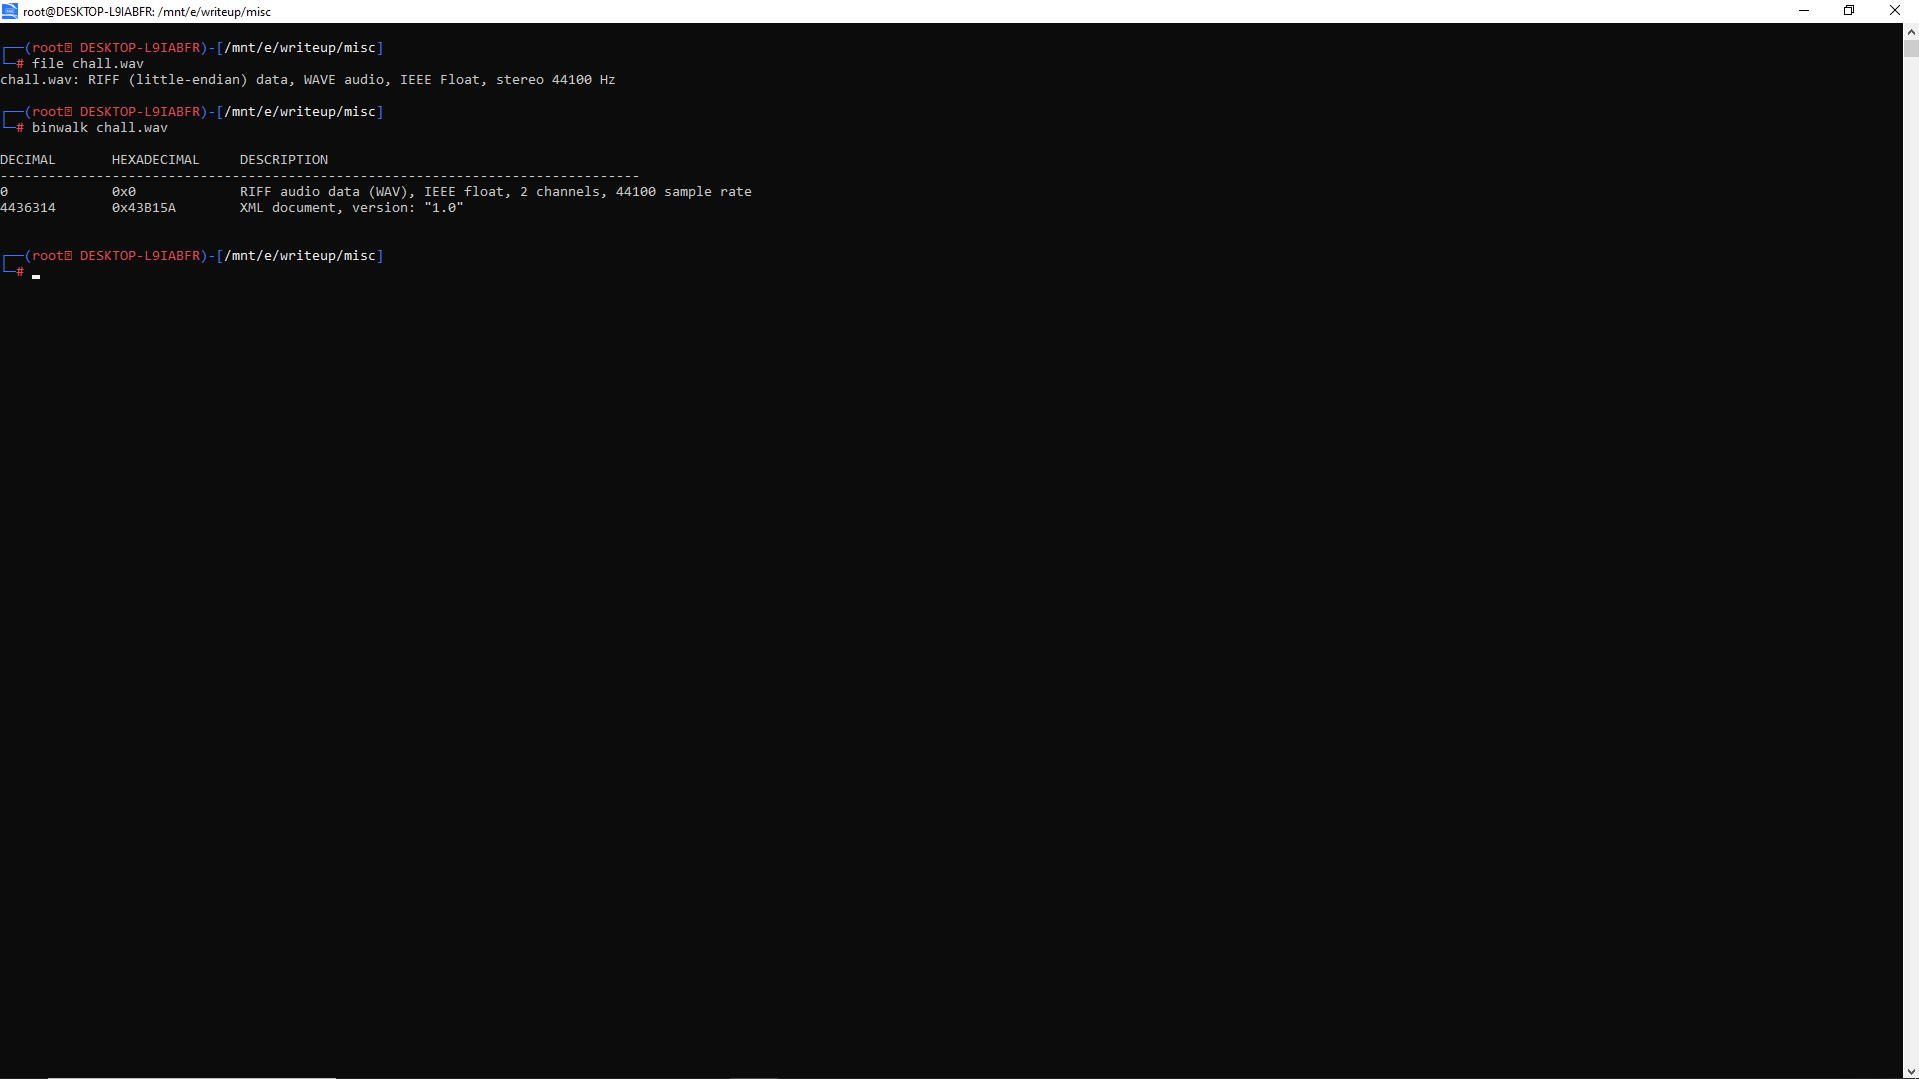 root@DESKTOP-L9IABFR: /mnt/e/writeup/misc
┌──(root㉿ DESKTOP-L9IABFR)-[/mnt/e/writeup/misc]
└─# file chall.wav
chall.wav: RIFF (little-endian) data, WAVE audio, IEEE Float, stereo 44100 Hz
┌──(root㉿ DESKTOP-L9IABFR)-[/mnt/e/writeup/misc]
└─# binwalk chall.wav
DECIMAL       HEXADECIMAL     DESCRIPTION
--------------------------------------------------------------------------------
0             0x0             RIFF audio data (WAV), IEEE float, 2 channels, 44100 sample rate
4436314       0x43B15A        XML document, version: "1.0"
┌──(root㉿ DESKTOP-L9IABFR)-[/mnt/e/writeup/misc]
└─#